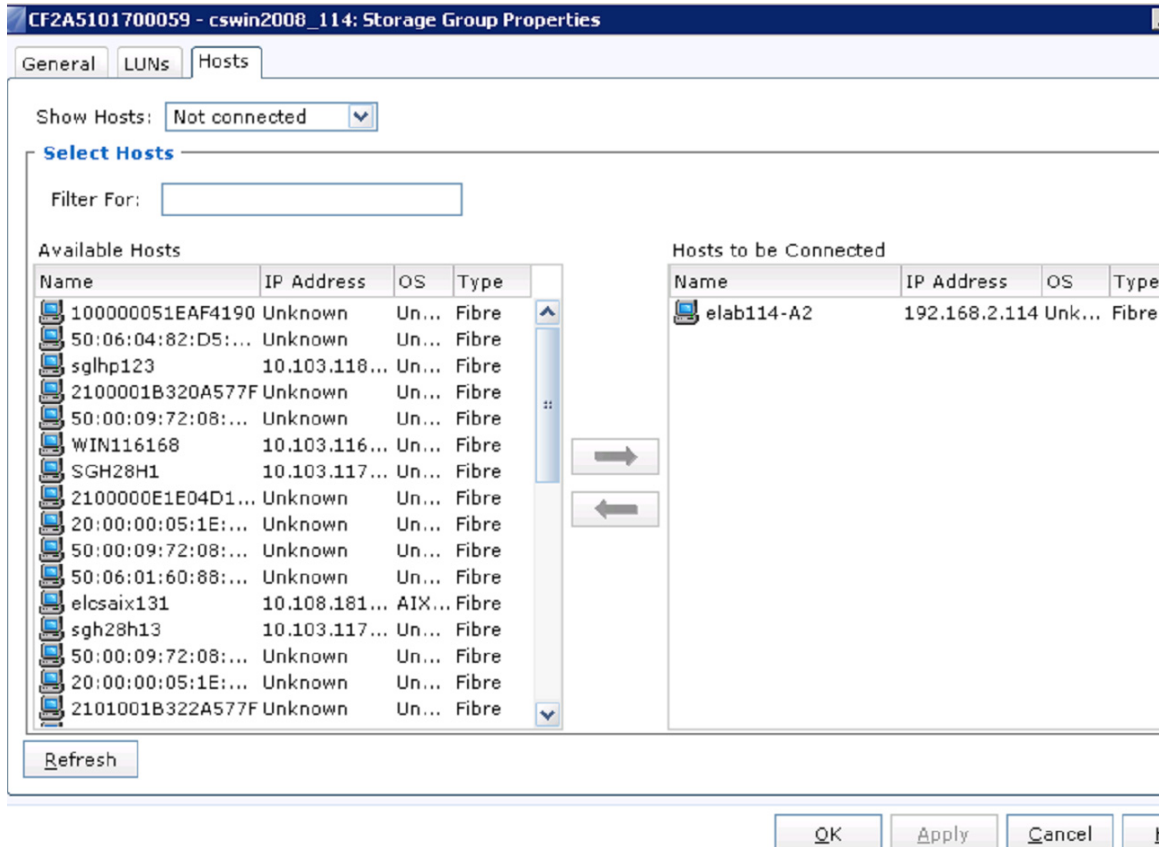 CF2A5101700059 - cswin2008_114: Storage Group Properties
General LUNs Hosts
Show Hosts: Not connected
Select Hosts
Filter For:
Available Hosts
Name IP Address OS Type
100000051EAF4190 Unknown Un... Fibre
50:06:04:82:D5:... Unknown Un... Fibre
sglhp123 10.103.118... Un... Fibre
2100001B320A577F Unknown Un... Fibre
50:00:09:72:08:... Unknown Un... Fibre
WIN116168 10.103.116... Un... Fibre
SGH28H1 10.103.117... Un... Fibre
2100000E1E04D1... Unknown Un... Fibre
20:00:00:05:1E:... Unknown Un... Fibre
50:00:09:72:08:... Unknown Un... Fibre
50:06:01:60:88:... Unknown Un... Fibre
elcsaix131 10.108.181... AIX... Fibre
sgh28h13 10.103.117... Un... Fibre
50:00:09:72:08:... Unknown Un... Fibre
20:00:00:05:1E:... Unknown Un... Fibre
2101001B322A577F Unknown Un... Fibre
Hosts to be Connected
Name IP Address OS Type
elab114-A2 192.168.2.114 Unk... Fibre
Refresh
OK Apply Cancel